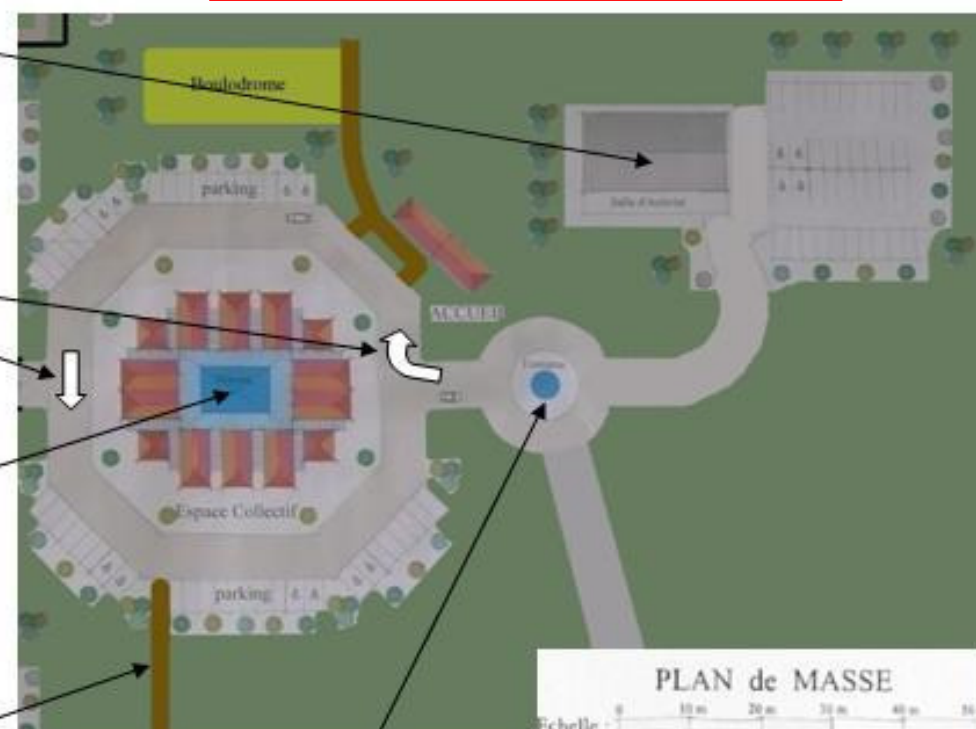 Boulodrome
parking
ACCUEIL
Espace Collectif
parking
PLAN de MASSE
Echelle : 0 10 m 20 m 30 m 40 m